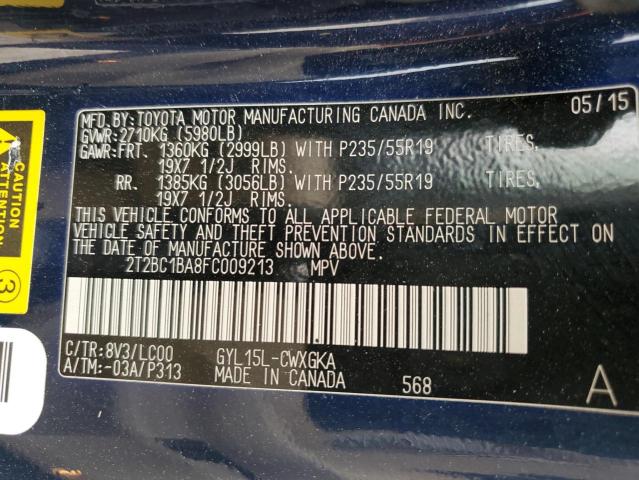 MFD. BY: TOYOTA MOTOR MANUFACTURING CANADA INC. 05/15
GVWR: 2710KG (5980LB)
GAWR: FRT. 1360KG (2999LB) WITH P235/55R19 TIRES,
19X7 1/2J RIMS.
RR. 1385KG (3056LB) WITH P235/55R19 TIRES,
19X7 1/2J RIMS.
THIS VEHICLE CONFORMS TO ALL APPLICABLE FEDERAL MOTOR
VEHICLE SAFETY AND THEFT PREVENTION STANDARDS IN EFFECT ON
THE DATE OF MANUFACTURE SHOWN ABOVE.
2T2BC1BA8FC009213 MPV
C/TR: 8V3/LC00 GYL15L-CWXGKA
A/TM: -03A/P313 MADE IN CANADA 568 A
3